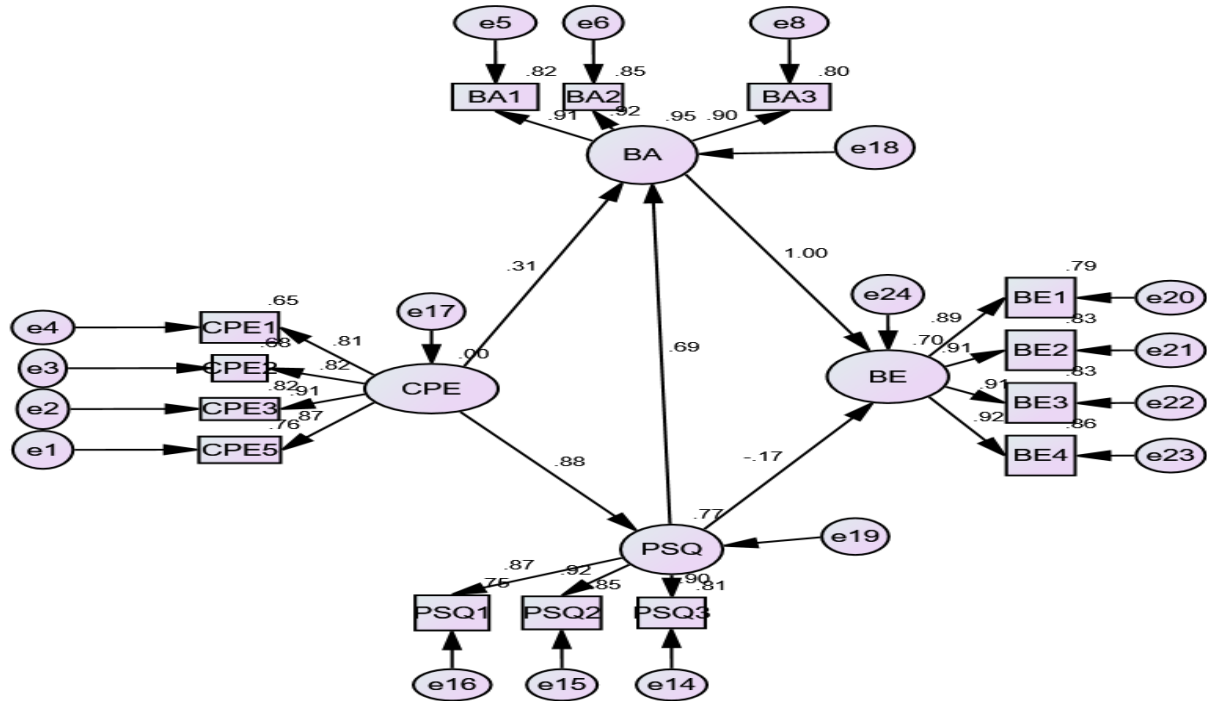 e5 e6 e8
.82 .85 .80
BA1 BA2 BA3
.91 .92 .95 .90
BA e18
.31 1.00
.69
e4 CPE1 .65
e3 CPE2 .68
e2 CPE3 .82
e1 CPE5 .76
.81
.82
.91
.87
e17
.00
CPE
.88
e24
.70
BE
.89 BE1 .79 e20
.91 BE2 .83 e21
.91 BE3 .83 e22
.92 BE4 .86 e23
-.17
.77
PSQ e19
.87 .92 .90
.75 .85 .81
PSQ1 PSQ2 PSQ3
e16 e15 e14